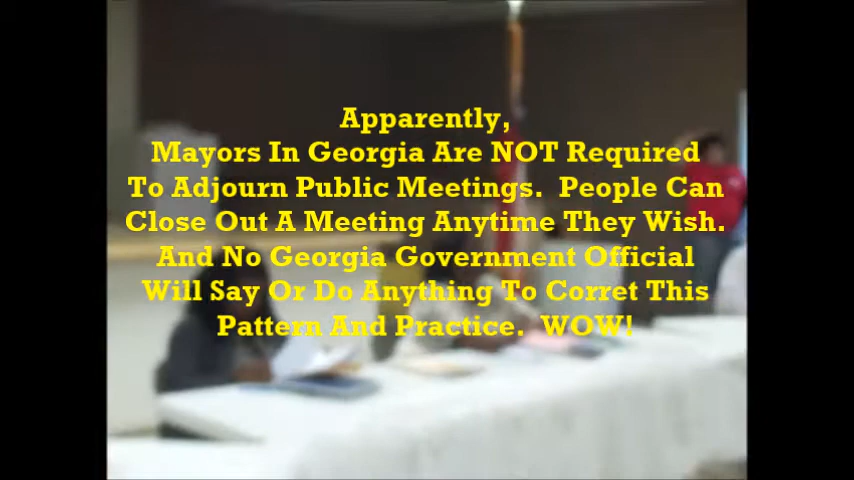 Apparently,
Mayors In Georgia Are NOT Required
To Adjourn Public Meetings.  People Can
Close Out A Meeting Anytime They Wish.
And No Georgia Government Official
Will Say Or Do Anything To Corret This
Pattern And Practice.  WOW!